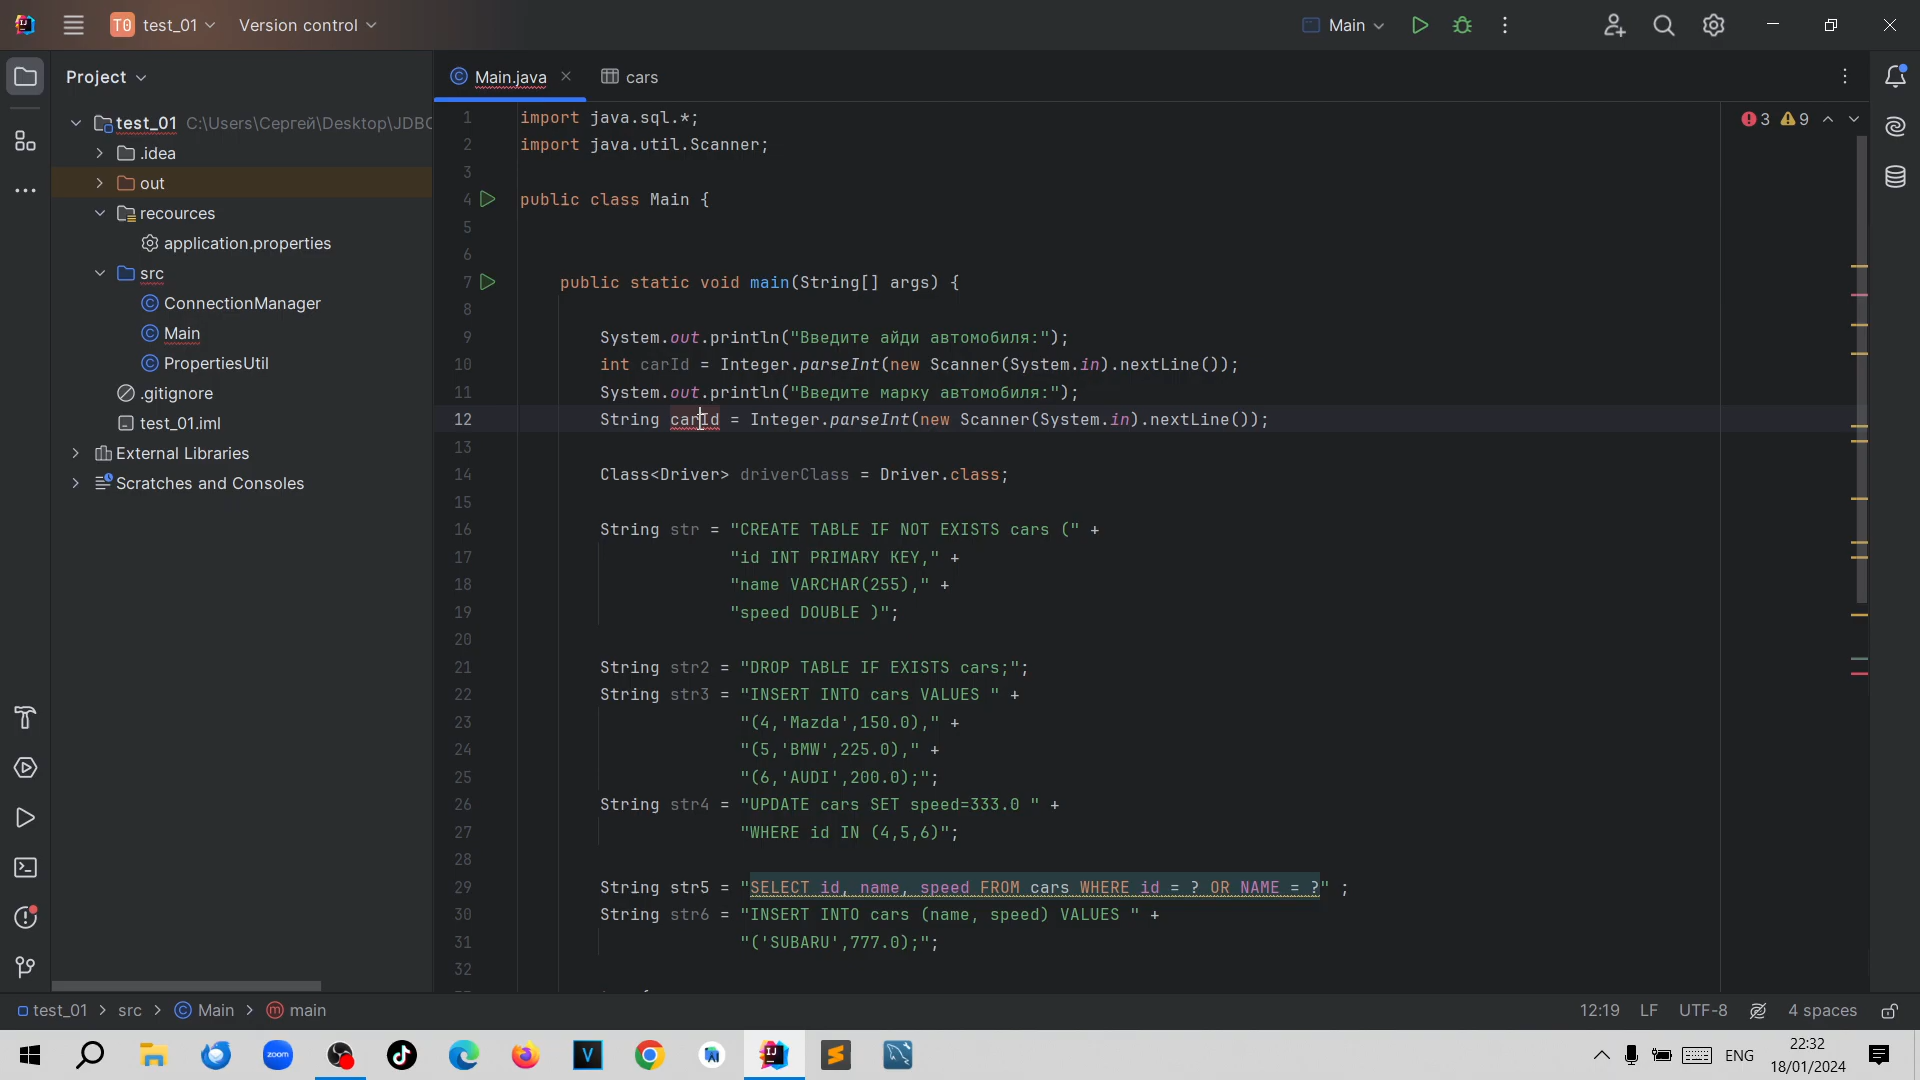 T0 test_01 Version control Main
Project
Main.java cars
test_01 C:\Users\Сергей\Desktop\JDBC
.idea
out
recources
application.properties
src
ConnectionManager
Main
PropertiesUtil
.gitignore
test_01.iml
External Libraries
Scratches and Consoles
3 9
1 import java.sql.*;
2 import java.util.Scanner;
3
4 public class Main {
5
6
7 public static void main(String[] args) {
8
9 System.out.println("Введите айди автомобиля:");
10 int carId = Integer.parseInt(new Scanner(System.in).nextLine());
11 System.out.println("Введите марку автомобиля:");
12 String carId = Integer.parseInt(new Scanner(System.in).nextLine());
13
14 Class<Driver> driverClass = Driver.class;
15
16 String str = "CREATE TABLE IF NOT EXISTS cars (" +
17 "id INT PRIMARY KEY," +
18 "name VARCHAR(255)," +
19 "speed DOUBLE )";
20
21 String str2 = "DROP TABLE IF EXISTS cars;";
22 String str3 = "INSERT INTO cars VALUES " +
23 "(4,'Mazda',150.0)," +
24 "(5,'BMW',225.0)," +
25 "(6,'AUDI',200.0);";
26 String str4 = "UPDATE cars SET speed=333.0 " +
27 "WHERE id IN (4,5,6)";
28
29 String str5 = "SELECT id, name, speed FROM cars WHERE id = ? OR NAME = ?" ;
30 String str6 = "INSERT INTO cars (name, speed) VALUES " +
31 "('SUBARU',777.0);";
32
test_01 > src > Main > main
12:19 LF UTF-8 4 spaces
zoom
ENG
22:32
18/01/2024